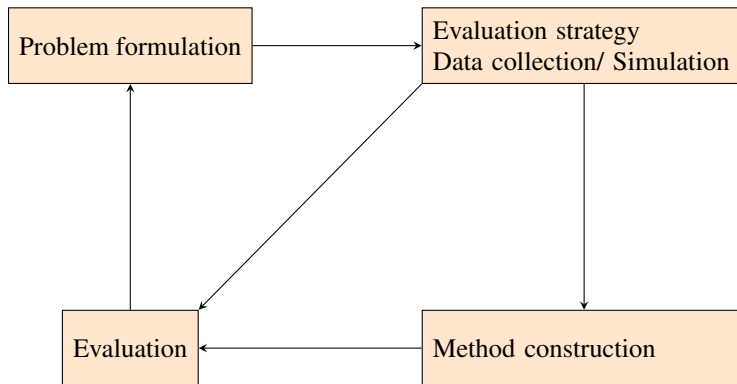 Problem formulation
Evaluation strategy
Data collection/ Simulation
Evaluation
Method construction